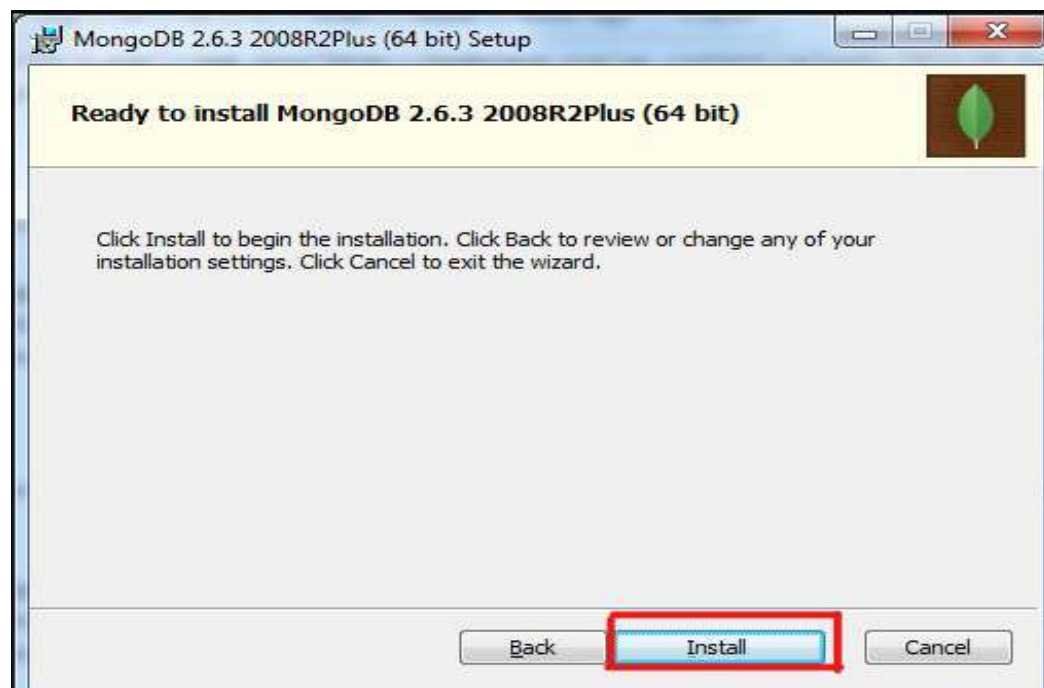 MongoDB 2.6.3 2008R2Plus (64 bit) Setup
Ready to install MongoDB 2.6.3 2008R2Plus (64 bit)
Click Install to begin the installation. Click Back to review or change any of your
installation settings. Click Cancel to exit the wizard.
Back Install Cancel